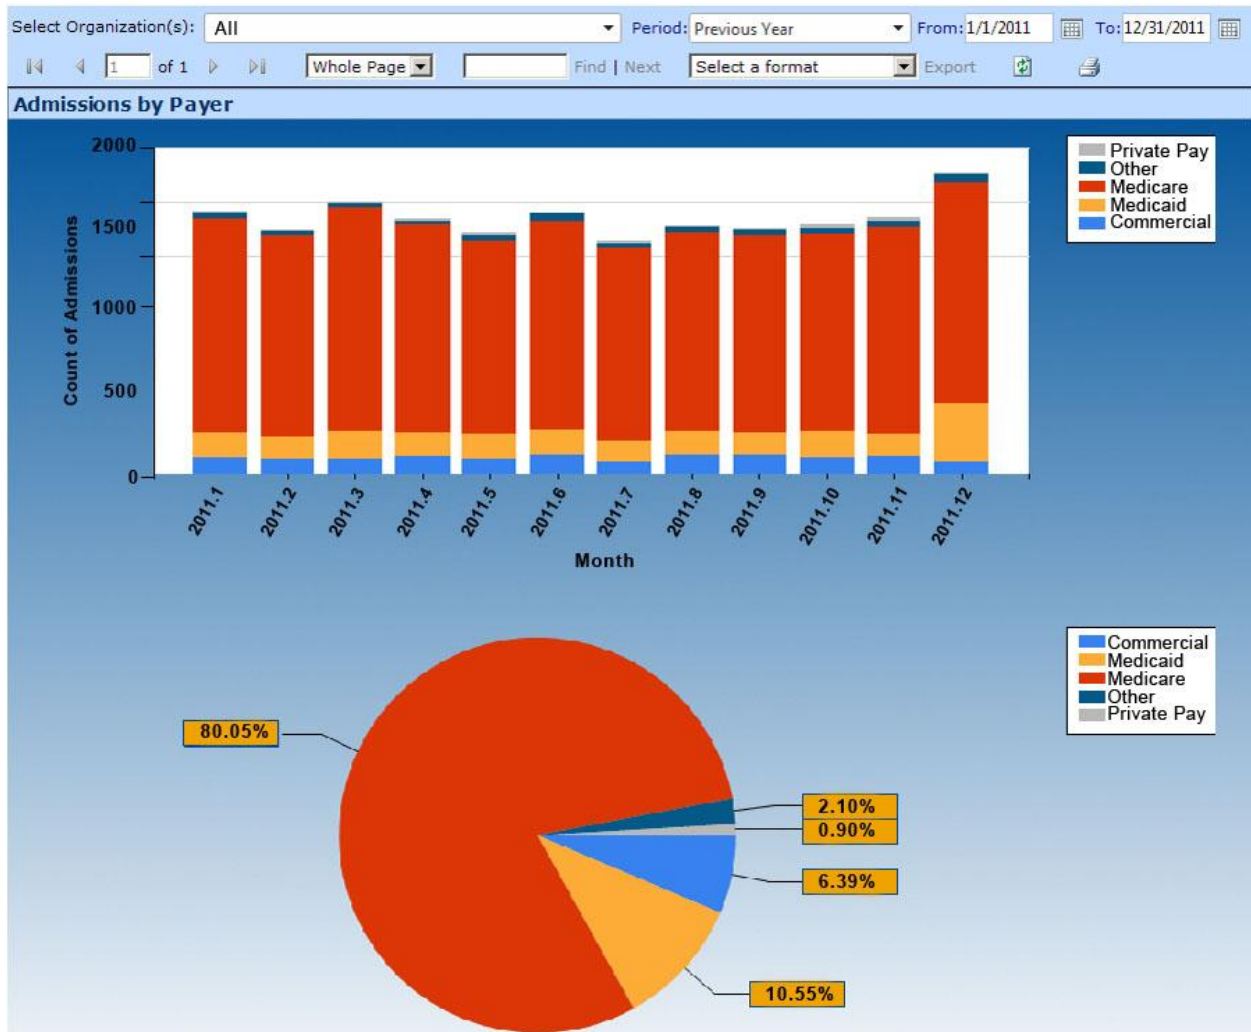 Select Organization(s): All Period: Previous Year From: 1/1/2011 To: 12/31/2011
1 of 1 Whole Page Find | Next Select a format Export
Admissions by Payer
2000
1500
1000
500
0
Count of Admissions
2011.1 2011.2 2011.3 2011.4 2011.5 2011.6 2011.7 2011.8 2011.9 2011.10 2011.11 2011.12
Month
Private Pay
Other
Medicare
Medicaid
Commercial
Commercial
Medicaid
Medicare
Other
Private Pay
80.05%
2.10%
0.90%
6.39%
10.55%